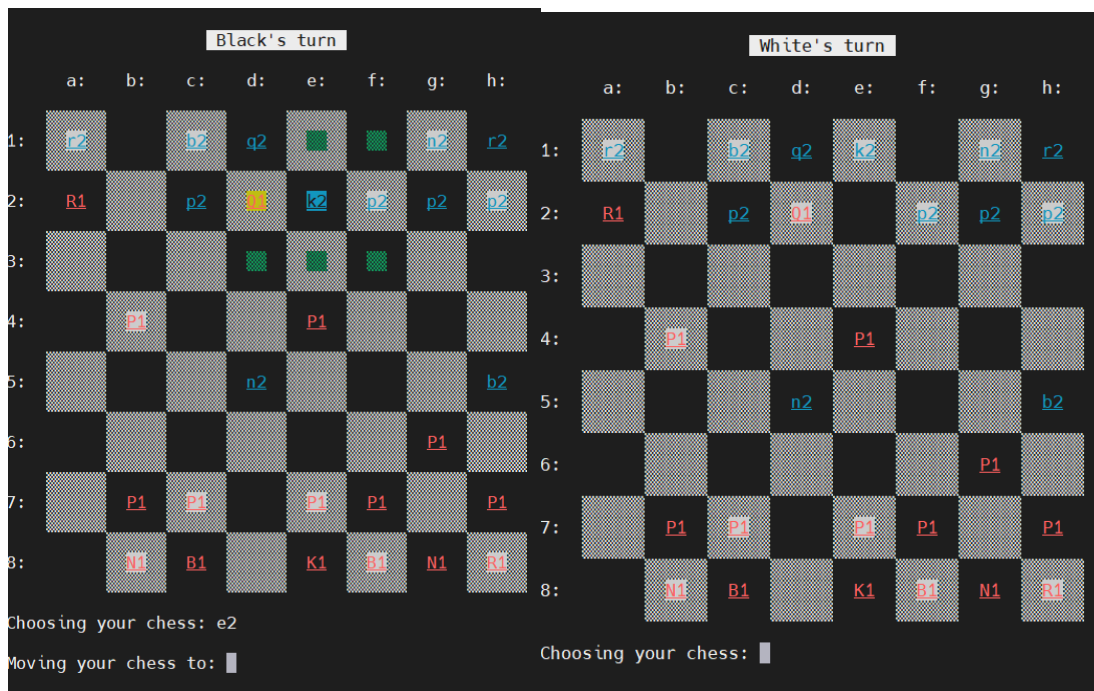 Black's turn
a: b: c: d: e: f: g: h:
1: r2 b2 q2 n2 r2
2: R1 p2 Q1 k2 p2 p2 p2
3:
4: P1 P1
5: n2 b2
6: P1
7: P1 P1 P1 P1 P1
8: N1 B1 K1 B1 N1 R1
Choosing your chess: e2
Moving your chess to:
White's turn
a: b: c: d: e: f: g: h:
1: r2 b2 q2 k2 n2 r2
2: R1 p2 Q1 p2 p2 p2
3:
4: P1 P1
5: n2 b2
6: P1
7: P1 P1 P1 P1 P1
8: N1 B1 K1 B1 N1 R1
Choosing your chess: